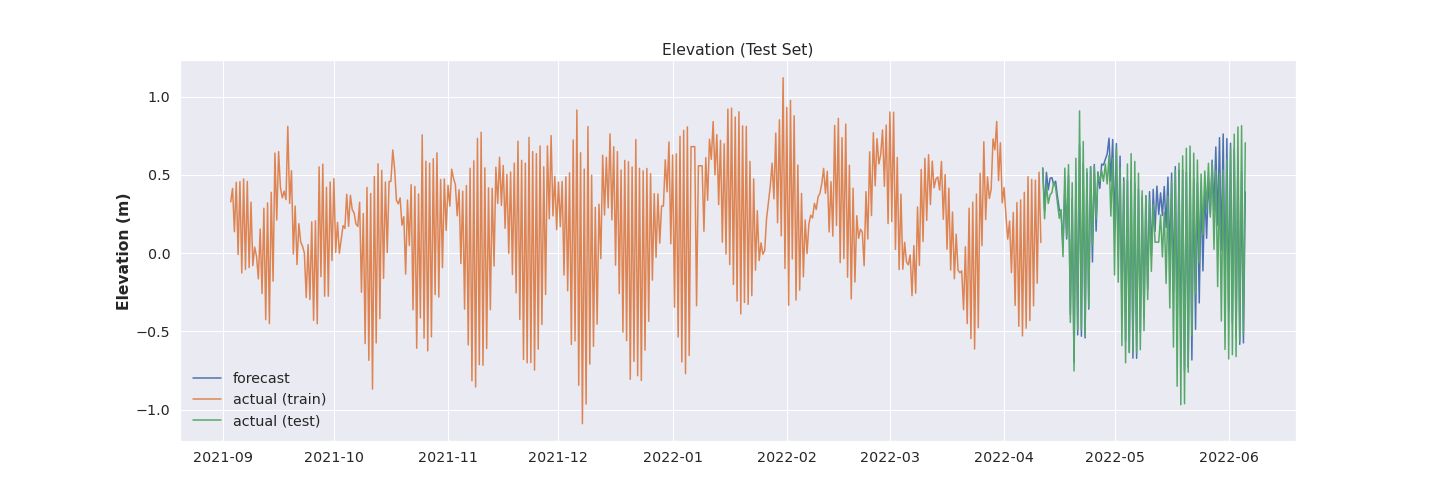 Elevation (Test Set)
Elevation (m)
1.0
0.5
0.0
−0.5
−1.0
forecast
actual (train)
actual (test)
2021-09 2021-10 2021-11 2021-12 2022-01 2022-02 2022-03 2022-04 2022-05 2022-06